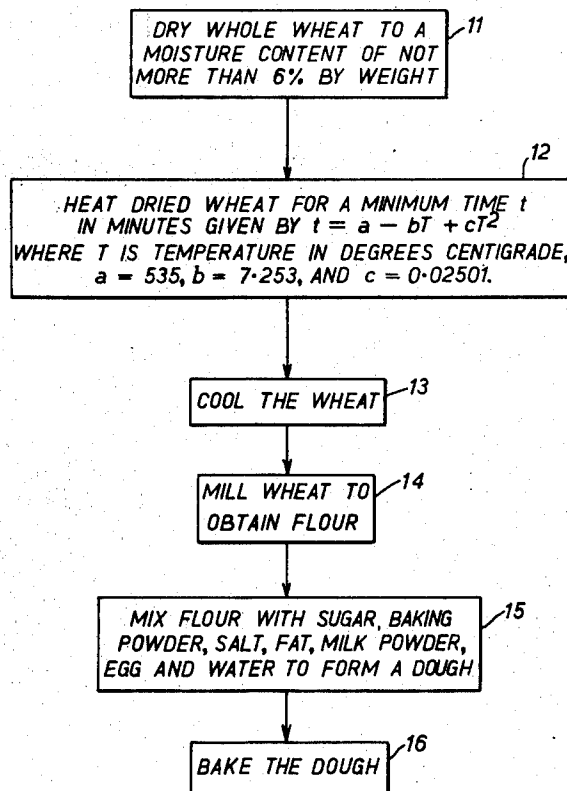 11
DRY WHOLE WHEAT TO A
MOISTURE CONTENT OF NOT
MORE THAN 6% BY WEIGHT
12
HEAT DRIED WHEAT FOR A MINIMUM TIME t
IN MINUTES GIVEN BY t = a − bT + cT²
WHERE T IS TEMPERATURE IN DEGREES CENTIGRADE,
a = 535, b = 7·253, AND c = 0·02501.
13
COOL THE WHEAT
14
MILL WHEAT TO
OBTAIN FLOUR
15
MIX FLOUR WITH SUGAR, BAKING
POWDER, SALT, FAT, MILK POWDER,
EGG AND WATER TO FORM A DOUGH
16
BAKE THE DOUGH